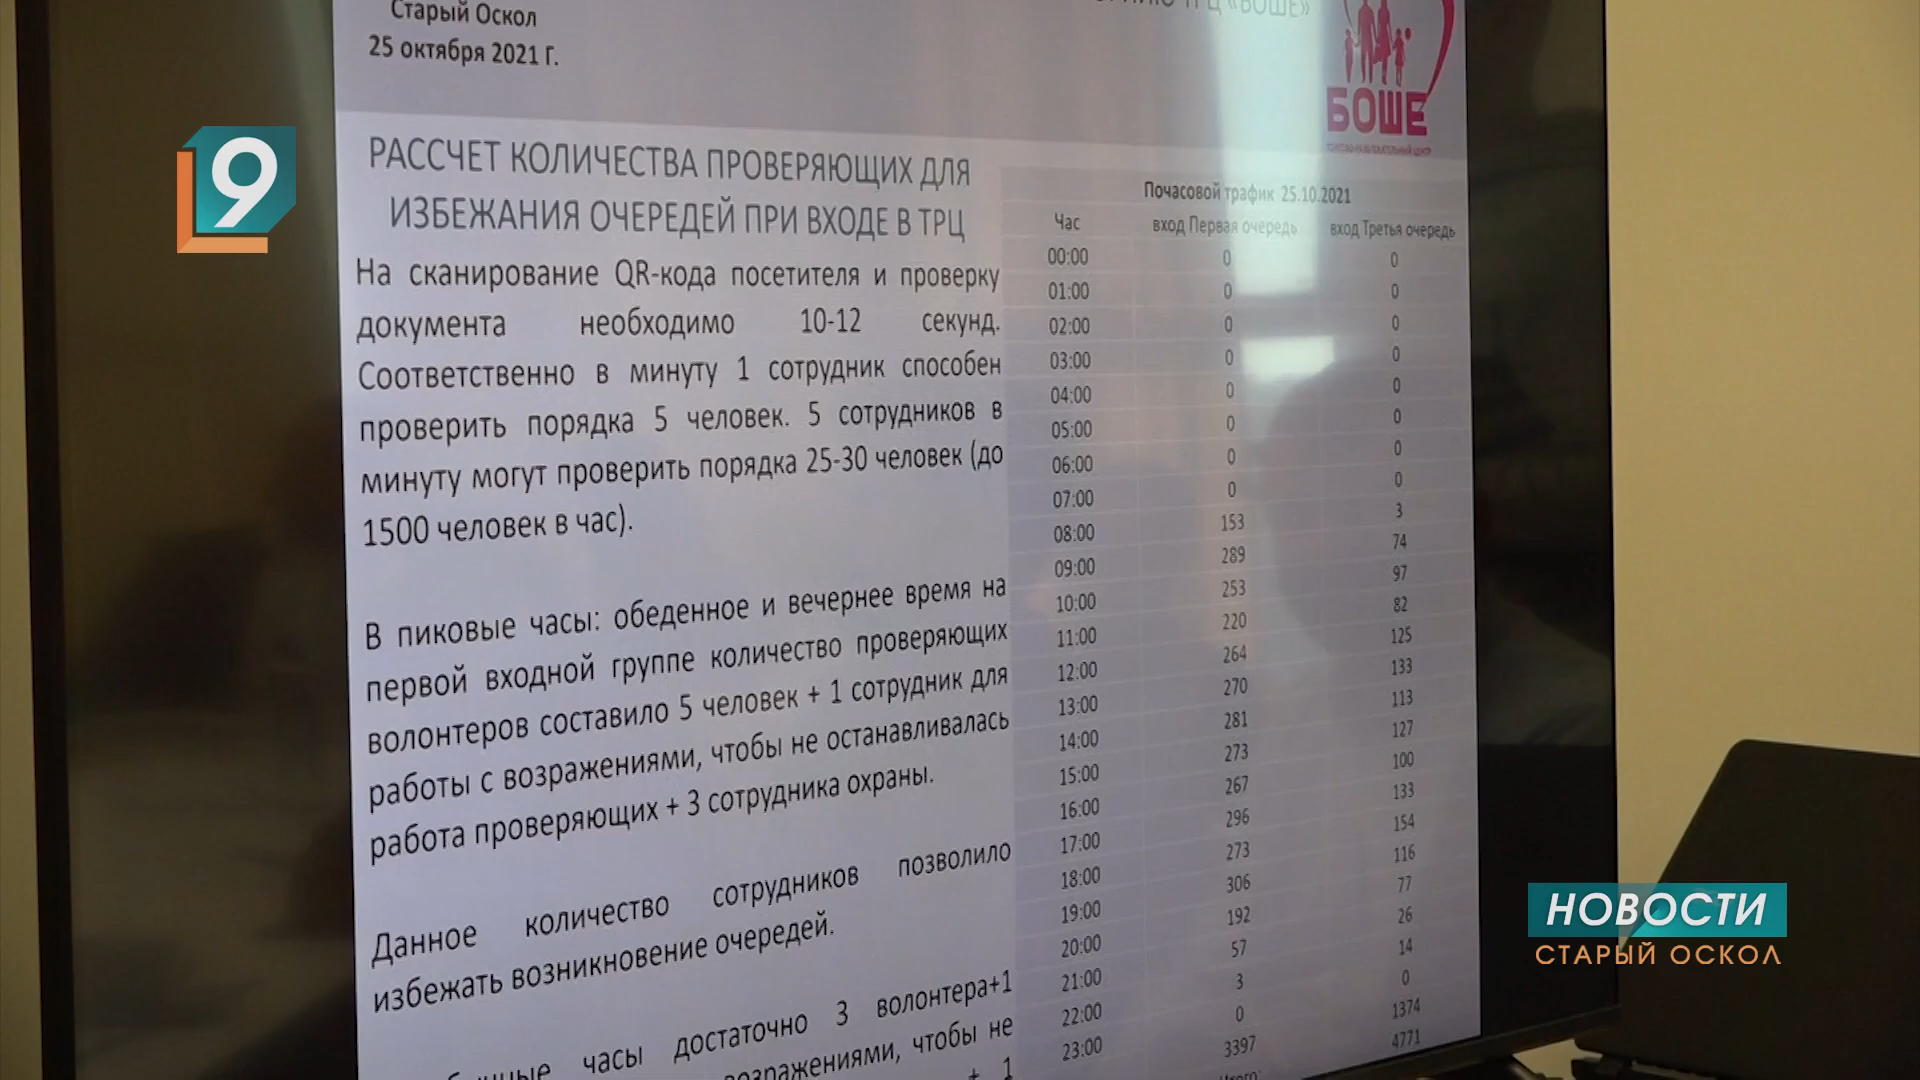 Старый Оскол
25 октября 2021 Г.
ТРЦ «БОШЕ»
БОШЕ
9
РАССЧЕТ КОЛИЧЕСТВА ПРОВЕРЯЮЩИХ ДЛЯ
ИЗБЕЖАНИЯ ОЧЕРЕДЕЙ ПРИ ВХОДЕ В ТРЦ
На сканирование QR-кода посетителя и проверку
документа необходимо 10-12 секунд.
Соответственно в минуту 1 сотрудник способен
проверить порядка 5 человек. 5 сотрудников в
минуту могут проверить порядка 25-30 человек (до
1500 человек в час).
В пиковые часы: обеденное и вечернее время на
первой входной группе количество проверяющих
волонтеров составило 5 человек + 1 сотрудник для
работы с возражениями, чтобы не останавливалась
работа проверяющих + 3 сотрудника охраны.
Данное количество сотрудников позволило
избежать возникновение очередей.
часы достаточно 3 волонтера+1
возражениями, чтобы не
+ 1
Почасовой трафик 25.10.2021
Час вход Первая очередь вход Третья очередь
00:00 0 0
01:00 0 0
02:00 0 0
03:00 0 0
04:00 0 0
05:00 0 0
06:00 0 0
07:00 0 0
08:00 153 3
09:00 289 74
10:00 253 97
11:00 220 82
12:00 264 125
13:00 270 133
14:00 281 113
15:00 273 127
16:00 267 100
17:00 296 133
18:00 273 154
19:00 306 116
20:00 192 77
21:00 57 26
22:00 3 14
23:00 0 0
3397 1374
Итого: 4771
НОВОСТИ
СТАРЫЙ ОСКОЛ